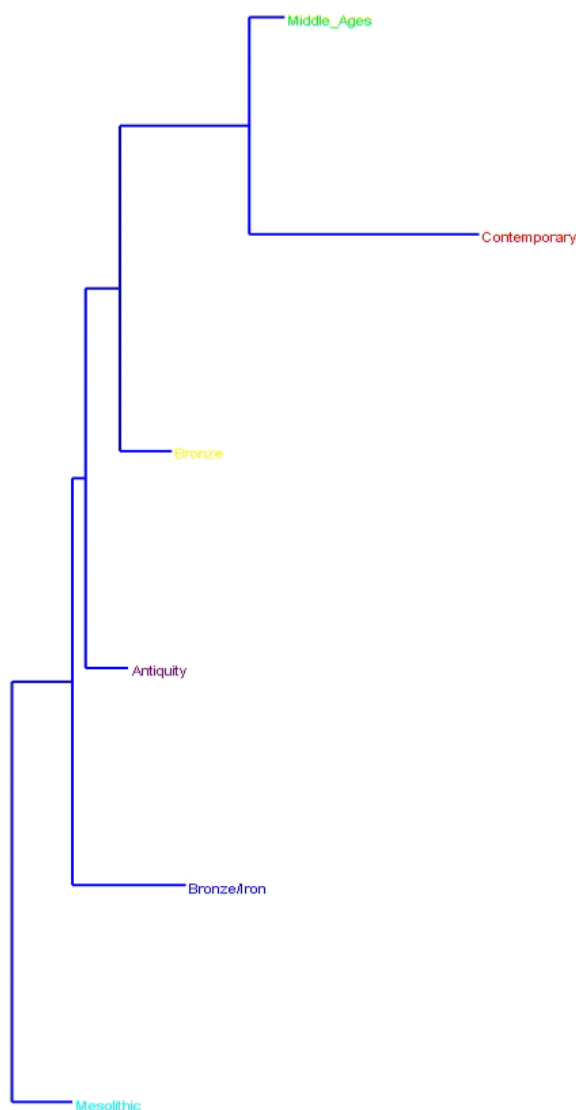 Middle_Ages
Contemporary
Bronze
Antiquity
Bronze/Iron
Mesolithic